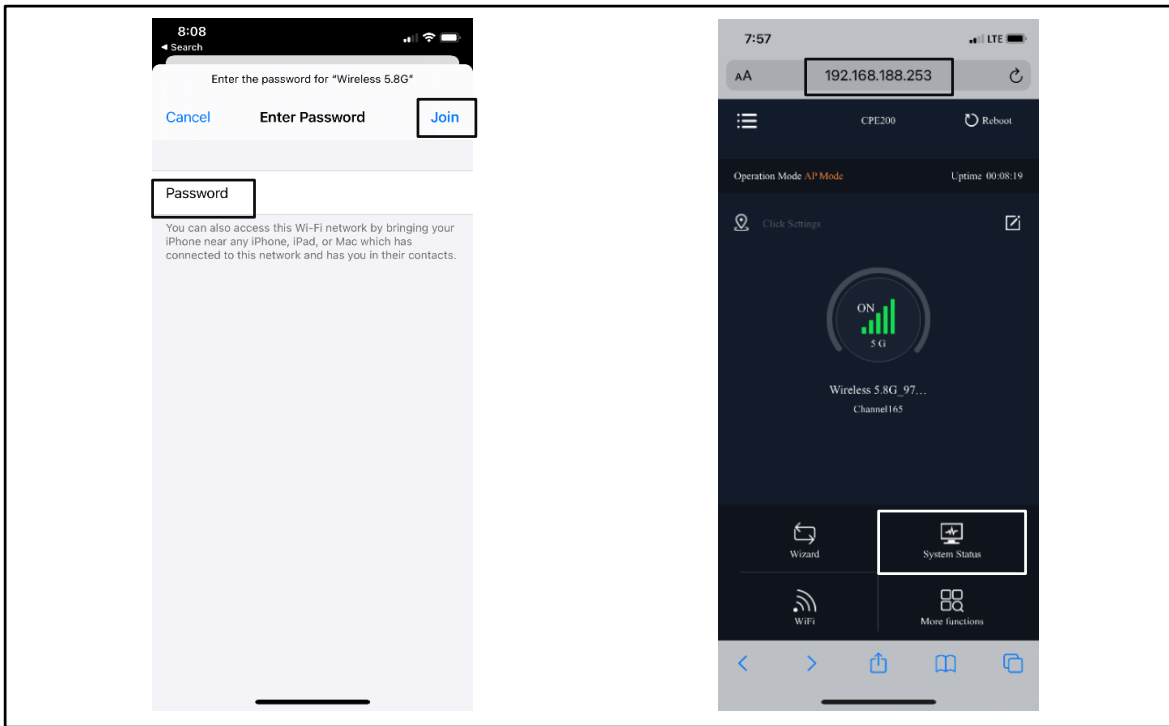 8:08
◀ Search
Enter the password for “Wireless 5.8G”
Cancel Enter Password Join
Password
You can also access this Wi-Fi network by bringing your
iPhone near any iPhone, iPad, or Mac which has
connected to this network and has you in their contacts.
7:57 LTE
AA 192.168.188.253
CPE200 Reboot
Operation Mode AP Mode Uptime 00:08:19
Click Settings
ON
5 G
Wireless 5.8G_97...
Channel165
Wizard System Status
WiFi More functions